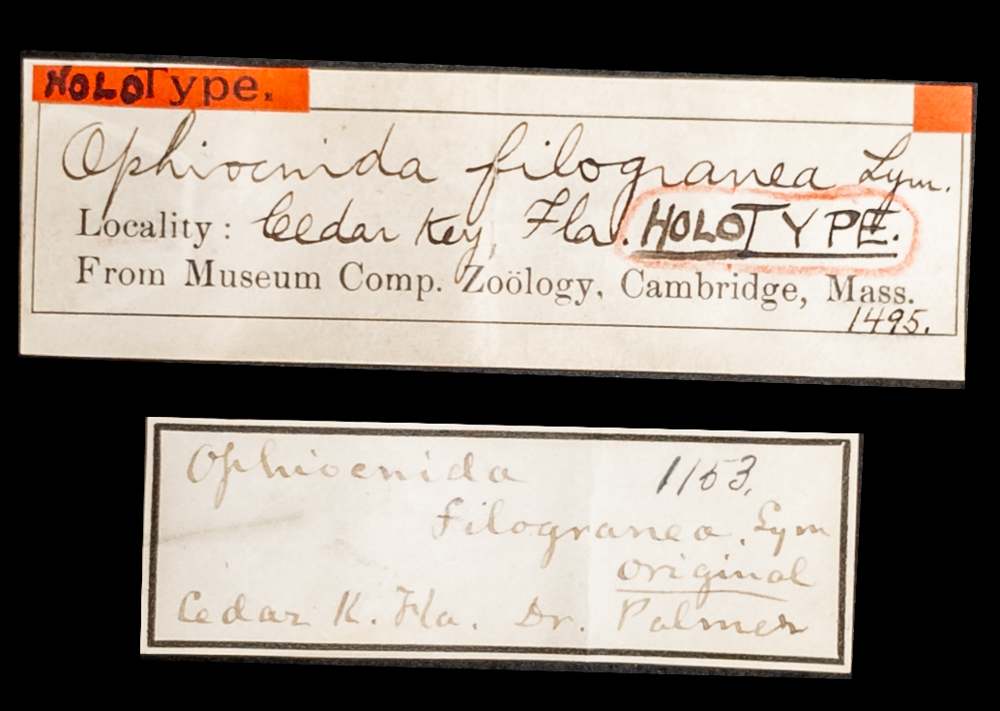 HOLOType.
Ophiocnida filogranea Lym.
Locality: Cedar Key, Fla. HOLOTYPE.
From Museum Comp. Zoölogy, Cambridge, Mass.
1495.
Ophiocnida 1153.
filogranea. Lym
original
Cedar K. Fla. Dr. Palmer